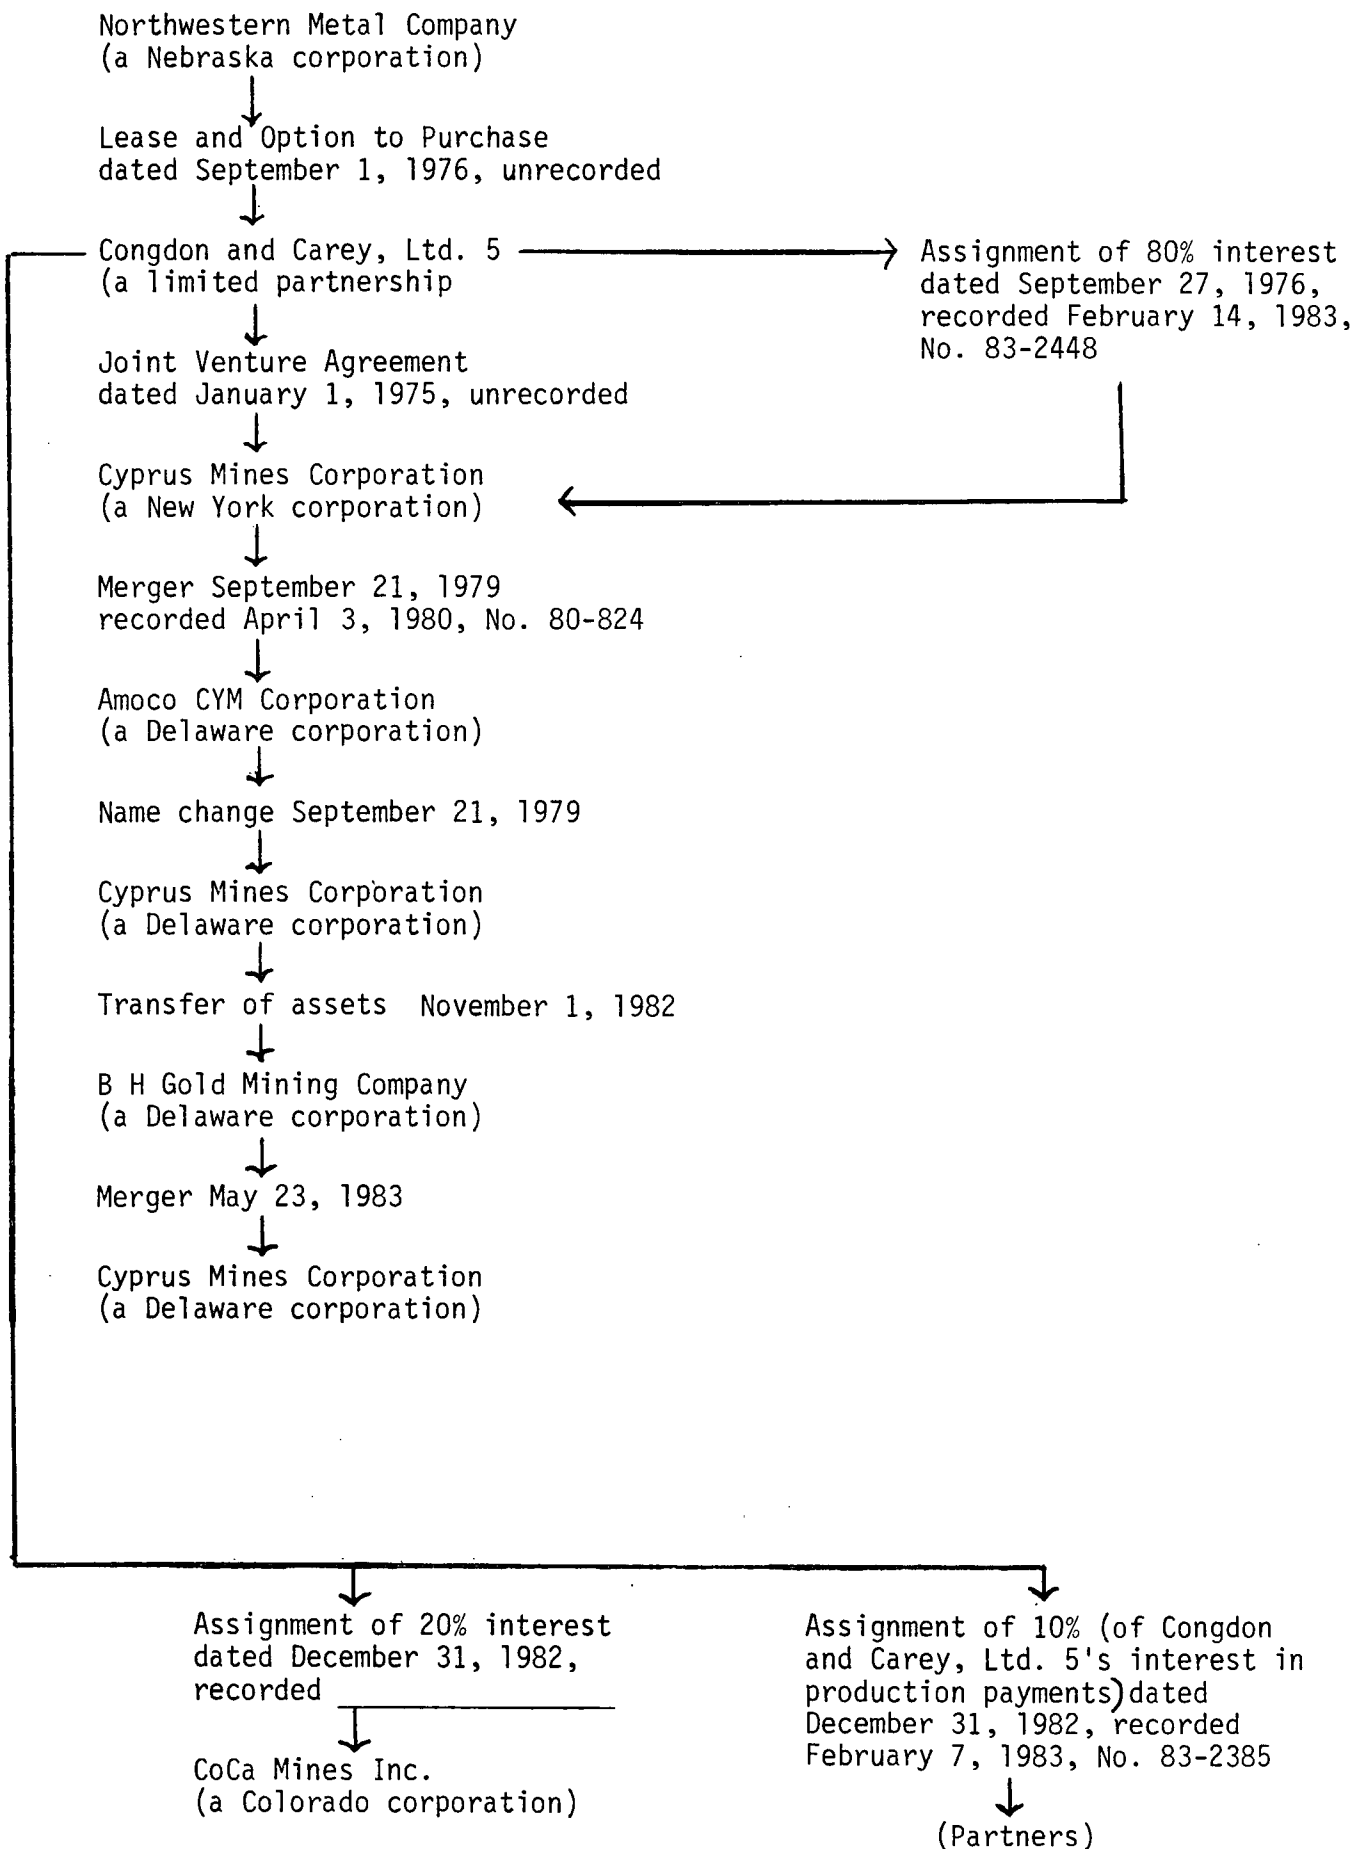 Northwestern Metal Company
(a Nebraska corporation)
Lease and Option to Purchase
dated September 1, 1976, unrecorded
Congdon and Carey, Ltd. 5
(a limited partnership
Assignment of 80% interest
dated September 27, 1976,
recorded February 14, 1983,
No. 83-2448
Joint Venture Agreement
dated January 1, 1975, unrecorded
Cyprus Mines Corporation
(a New York corporation)
Merger September 21, 1979
recorded April 3, 1980, No. 80-824
Amoco CYM Corporation
(a Delaware corporation)
Name change September 21, 1979
Cyprus Mines Corporation
(a Delaware corporation)
Transfer of assets November 1, 1982
B H Gold Mining Company
(a Delaware corporation)
Merger May 23, 1983
Cyprus Mines Corporation
(a Delaware corporation)
Assignment of 20% interest
dated December 31, 1982,
recorded
CoCa Mines Inc.
(a Colorado corporation)
Assignment of 10% (of Congdon
and Carey, Ltd. 5's interest in
production payments) dated
December 31, 1982, recorded
February 7, 1983, No. 83-2385
(Partners)